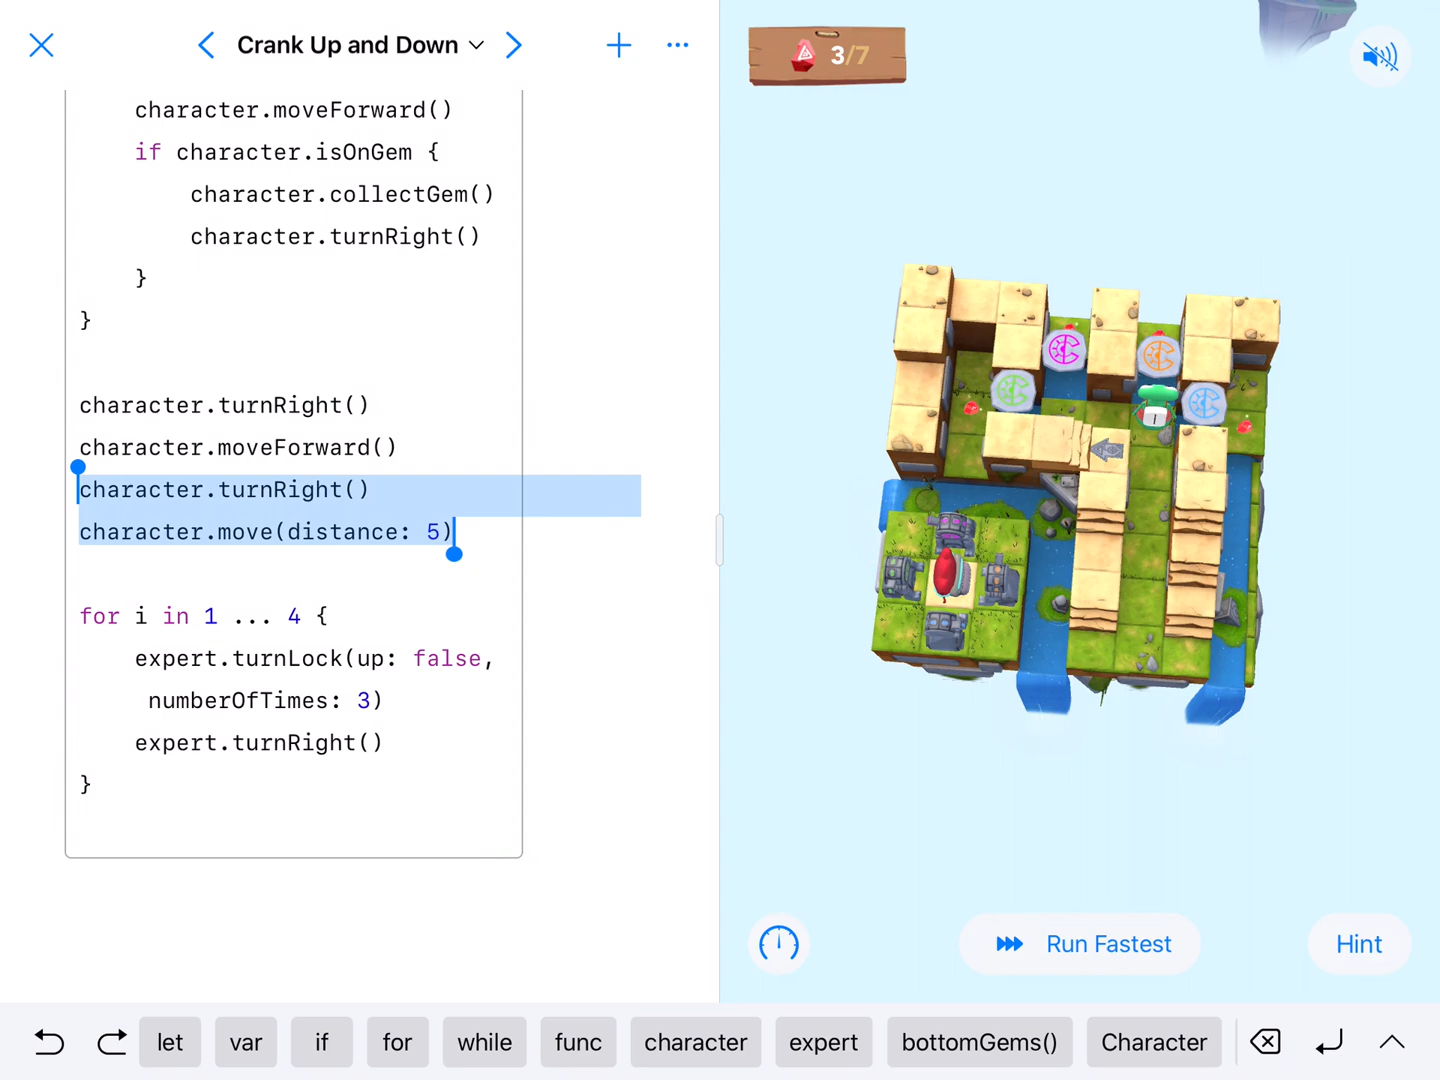 Crank Up and Down
character.moveForward()
if character.isOnGem {
character.collectGem()
character.turnRight()
}
}
character.turnRight()
character.moveForward()
character.turnRight()
character.move(distance: 5)
for i in 1 ... 4 {
expert.turnLock(up: false,
numberOfTimes: 3)
expert.turnRight()
}
3/7
Run Fastest
Hint
let
var
if
for
while
func
character
expert
bottomGems()
Character